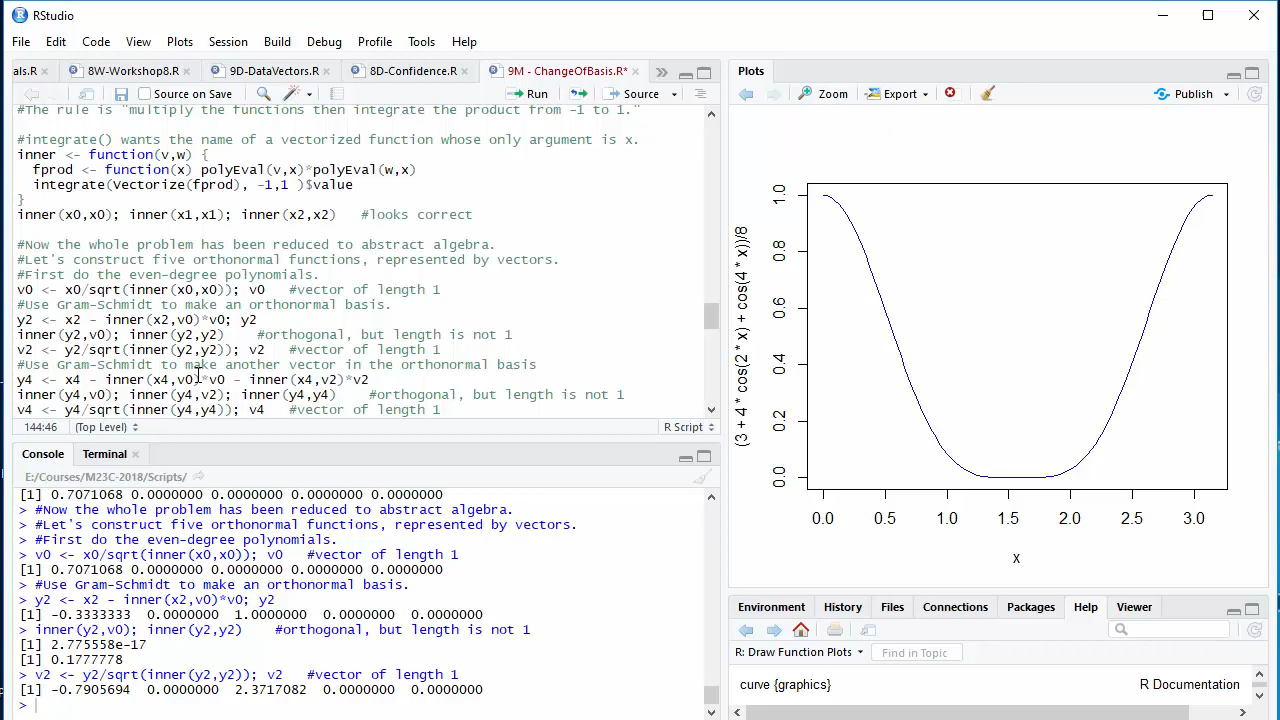 RStudio
File Edit Code View Plots Session Build Debug Profile Tools Help
als.R 8W-Workshop8.R 9D-DataVectors.R 8D-Confidence.R 9M - ChangeOfBasis.R*
Source on Save Run Source
#The rule is "multiply the functions then integrate the product from -1 to 1."
#integrate() wants the name of a vectorized function whose only argument is x.
inner <- function(v,w) {
fprod <- function(x) polyEval(v,x)*polyEval(w,x)
integrate(Vectorize(fprod), -1,1 )$value
}
inner(x0,x0); inner(x1,x1); inner(x2,x2) #looks correct
#Now the whole problem has been reduced to abstract algebra.
#Let's construct five orthonormal functions, represented by vectors.
#First do the even-degree polynomials.
v0 <- x0/sqrt(inner(x0,x0)); v0 #vector of length 1
#Use Gram-Schmidt to make an orthonormal basis.
y2 <- x2 - inner(x2,v0)*v0; y2
inner(y2,v0); inner(y2,y2) #orthogonal, but length is not 1
v2 <- y2/sqrt(inner(y2,y2)); v2 #vector of length 1
#Use Gram-Schmidt to make another vector in the orthonormal basis
y4 <- x4 - inner(x4,v0)*v0 - inner(x4,v2)*v2
inner(y4,v0); inner(y4,v2); inner(y4,y4) #orthogonal, but length is not 1
v4 <- y4/sqrt(inner(y4,y4)); v4 #vector of length 1
144:46 (Top Level) R Script
Console Terminal
E:/Courses/M23C-2018/Scripts/
[1] 0.7071068 0.0000000 0.0000000 0.0000000 0.0000000
> #Now the whole problem has been reduced to abstract algebra.
> #Let's construct five orthonormal functions, represented by vectors.
> #First do the even-degree polynomials.
> v0 <- x0/sqrt(inner(x0,x0)); v0 #vector of length 1
[1] 0.7071068 0.0000000 0.0000000 0.0000000 0.0000000
> #Use Gram-Schmidt to make an orthonormal basis.
> y2 <- x2 - inner(x2,v0)*v0; y2
[1] -0.3333333 0.0000000 1.0000000 0.0000000 0.0000000
> inner(y2,v0); inner(y2,y2) #orthogonal, but length is not 1
[1] 2.775558e-17
[1] 0.1777778
> v2 <- y2/sqrt(inner(y2,y2)); v2 #vector of length 1
[1] -0.7905694 0.0000000 2.3717082 0.0000000 0.0000000
>
Plots
Zoom Export Publish
(3 + 4 * cos(2 * x) + cos(4 * x))/8
1.0
0.8
0.6
0.4
0.2
0.0
0.0 0.5 1.0 1.5 2.0 2.5 3.0
x
Environment History Files Connections Packages Help Viewer
R: Draw Function Plots Find in Topic
curve {graphics} R Documentation